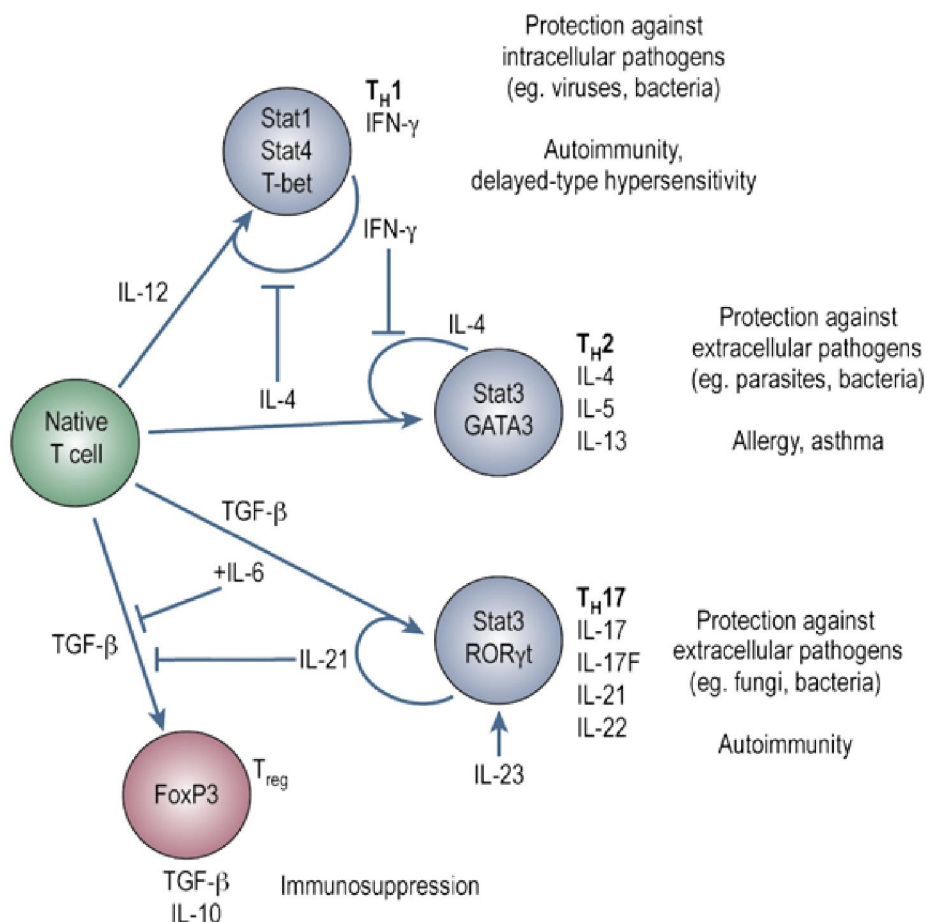 Protection against
intracellular pathogens
(eg. viruses, bacteria)
Autoimmunity,
delayed-type hypersensitivity
Stat1
Stat4
T-bet
TH1
IFN-γ
IFN-γ
IL-12
IL-4
IL-4
Native
T cell
Stat3
GATA3
TH2
IL-4
IL-5
IL-13
Protection against
extracellular pathogens
(eg. parasites, bacteria)
Allergy, asthma
TGF-β
+IL-6
TGF-β
IL-21
Stat3
RORγt
TH17
IL-17
IL-17F
IL-21
IL-22
IL-23
Protection against
extracellular pathogens
(eg. fungi, bacteria)
Autoimmunity
FoxP3
Treg
TGF-β
IL-10
Immunosuppression